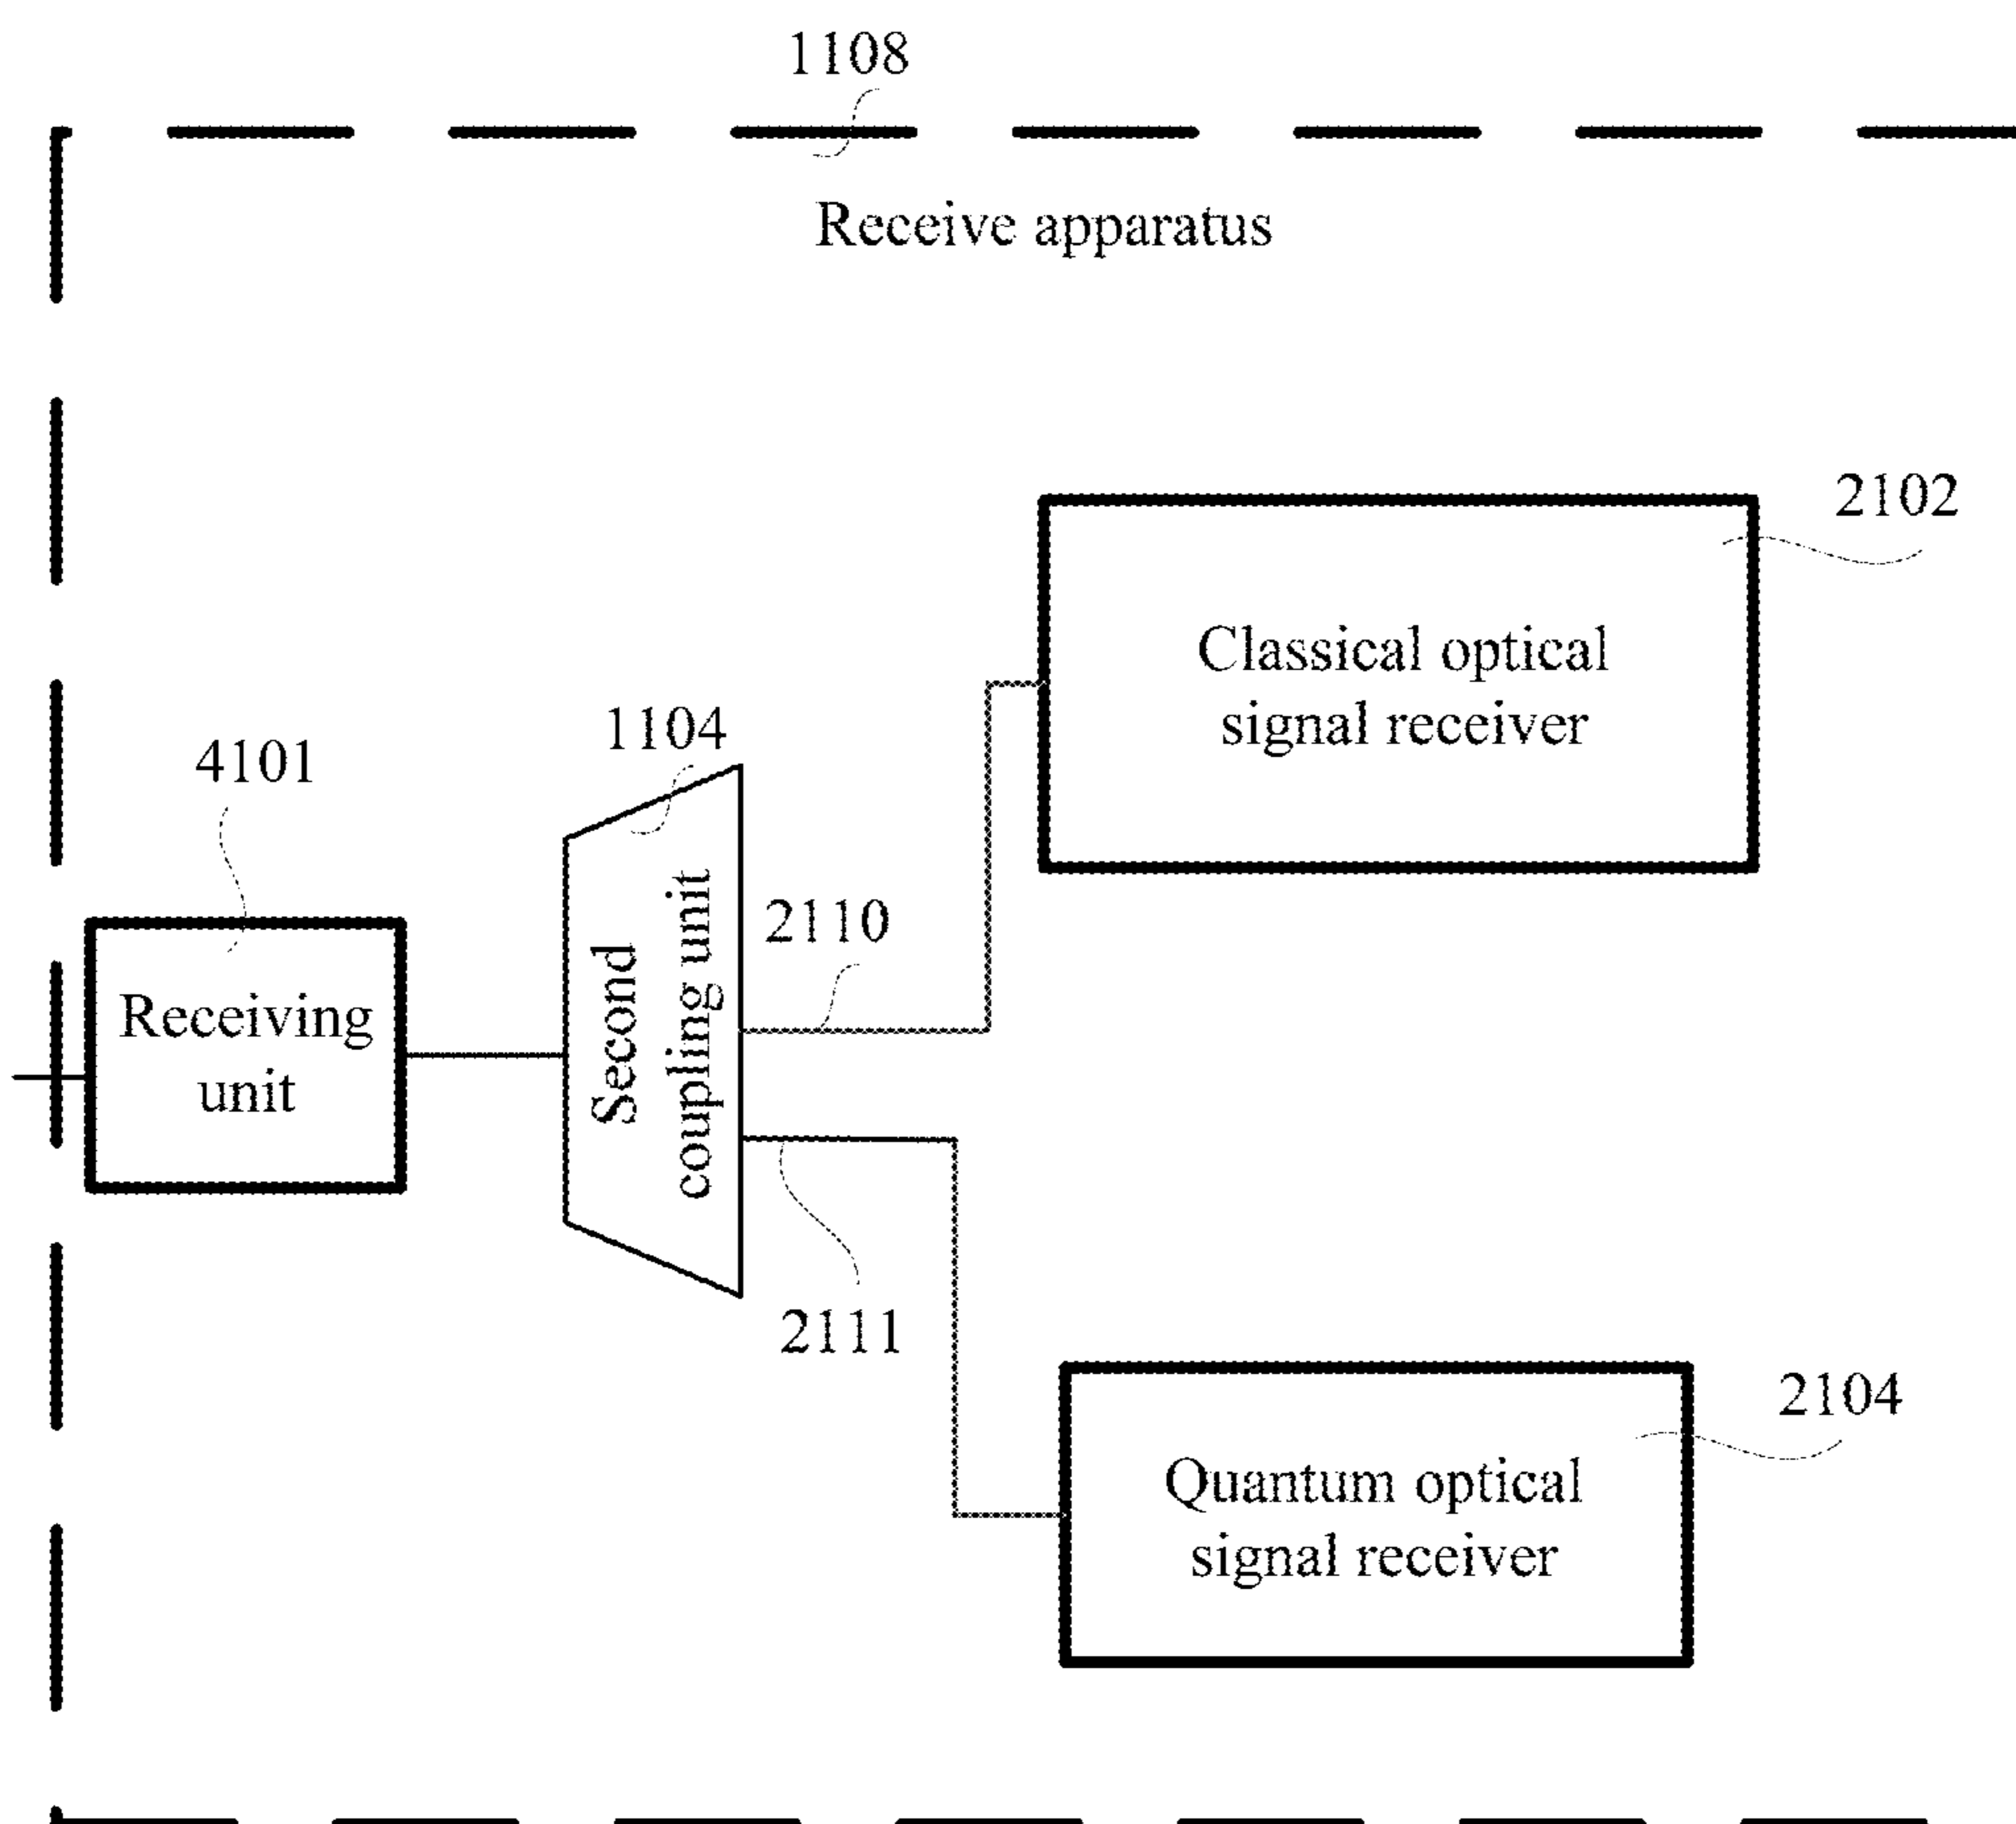 1108
Receive apparatus
2102
Classical optical
signal receiver
1104
4101
Second
coupling unit
2110
Receiving
unit
2111
2104
Quantum optical
signal receiver